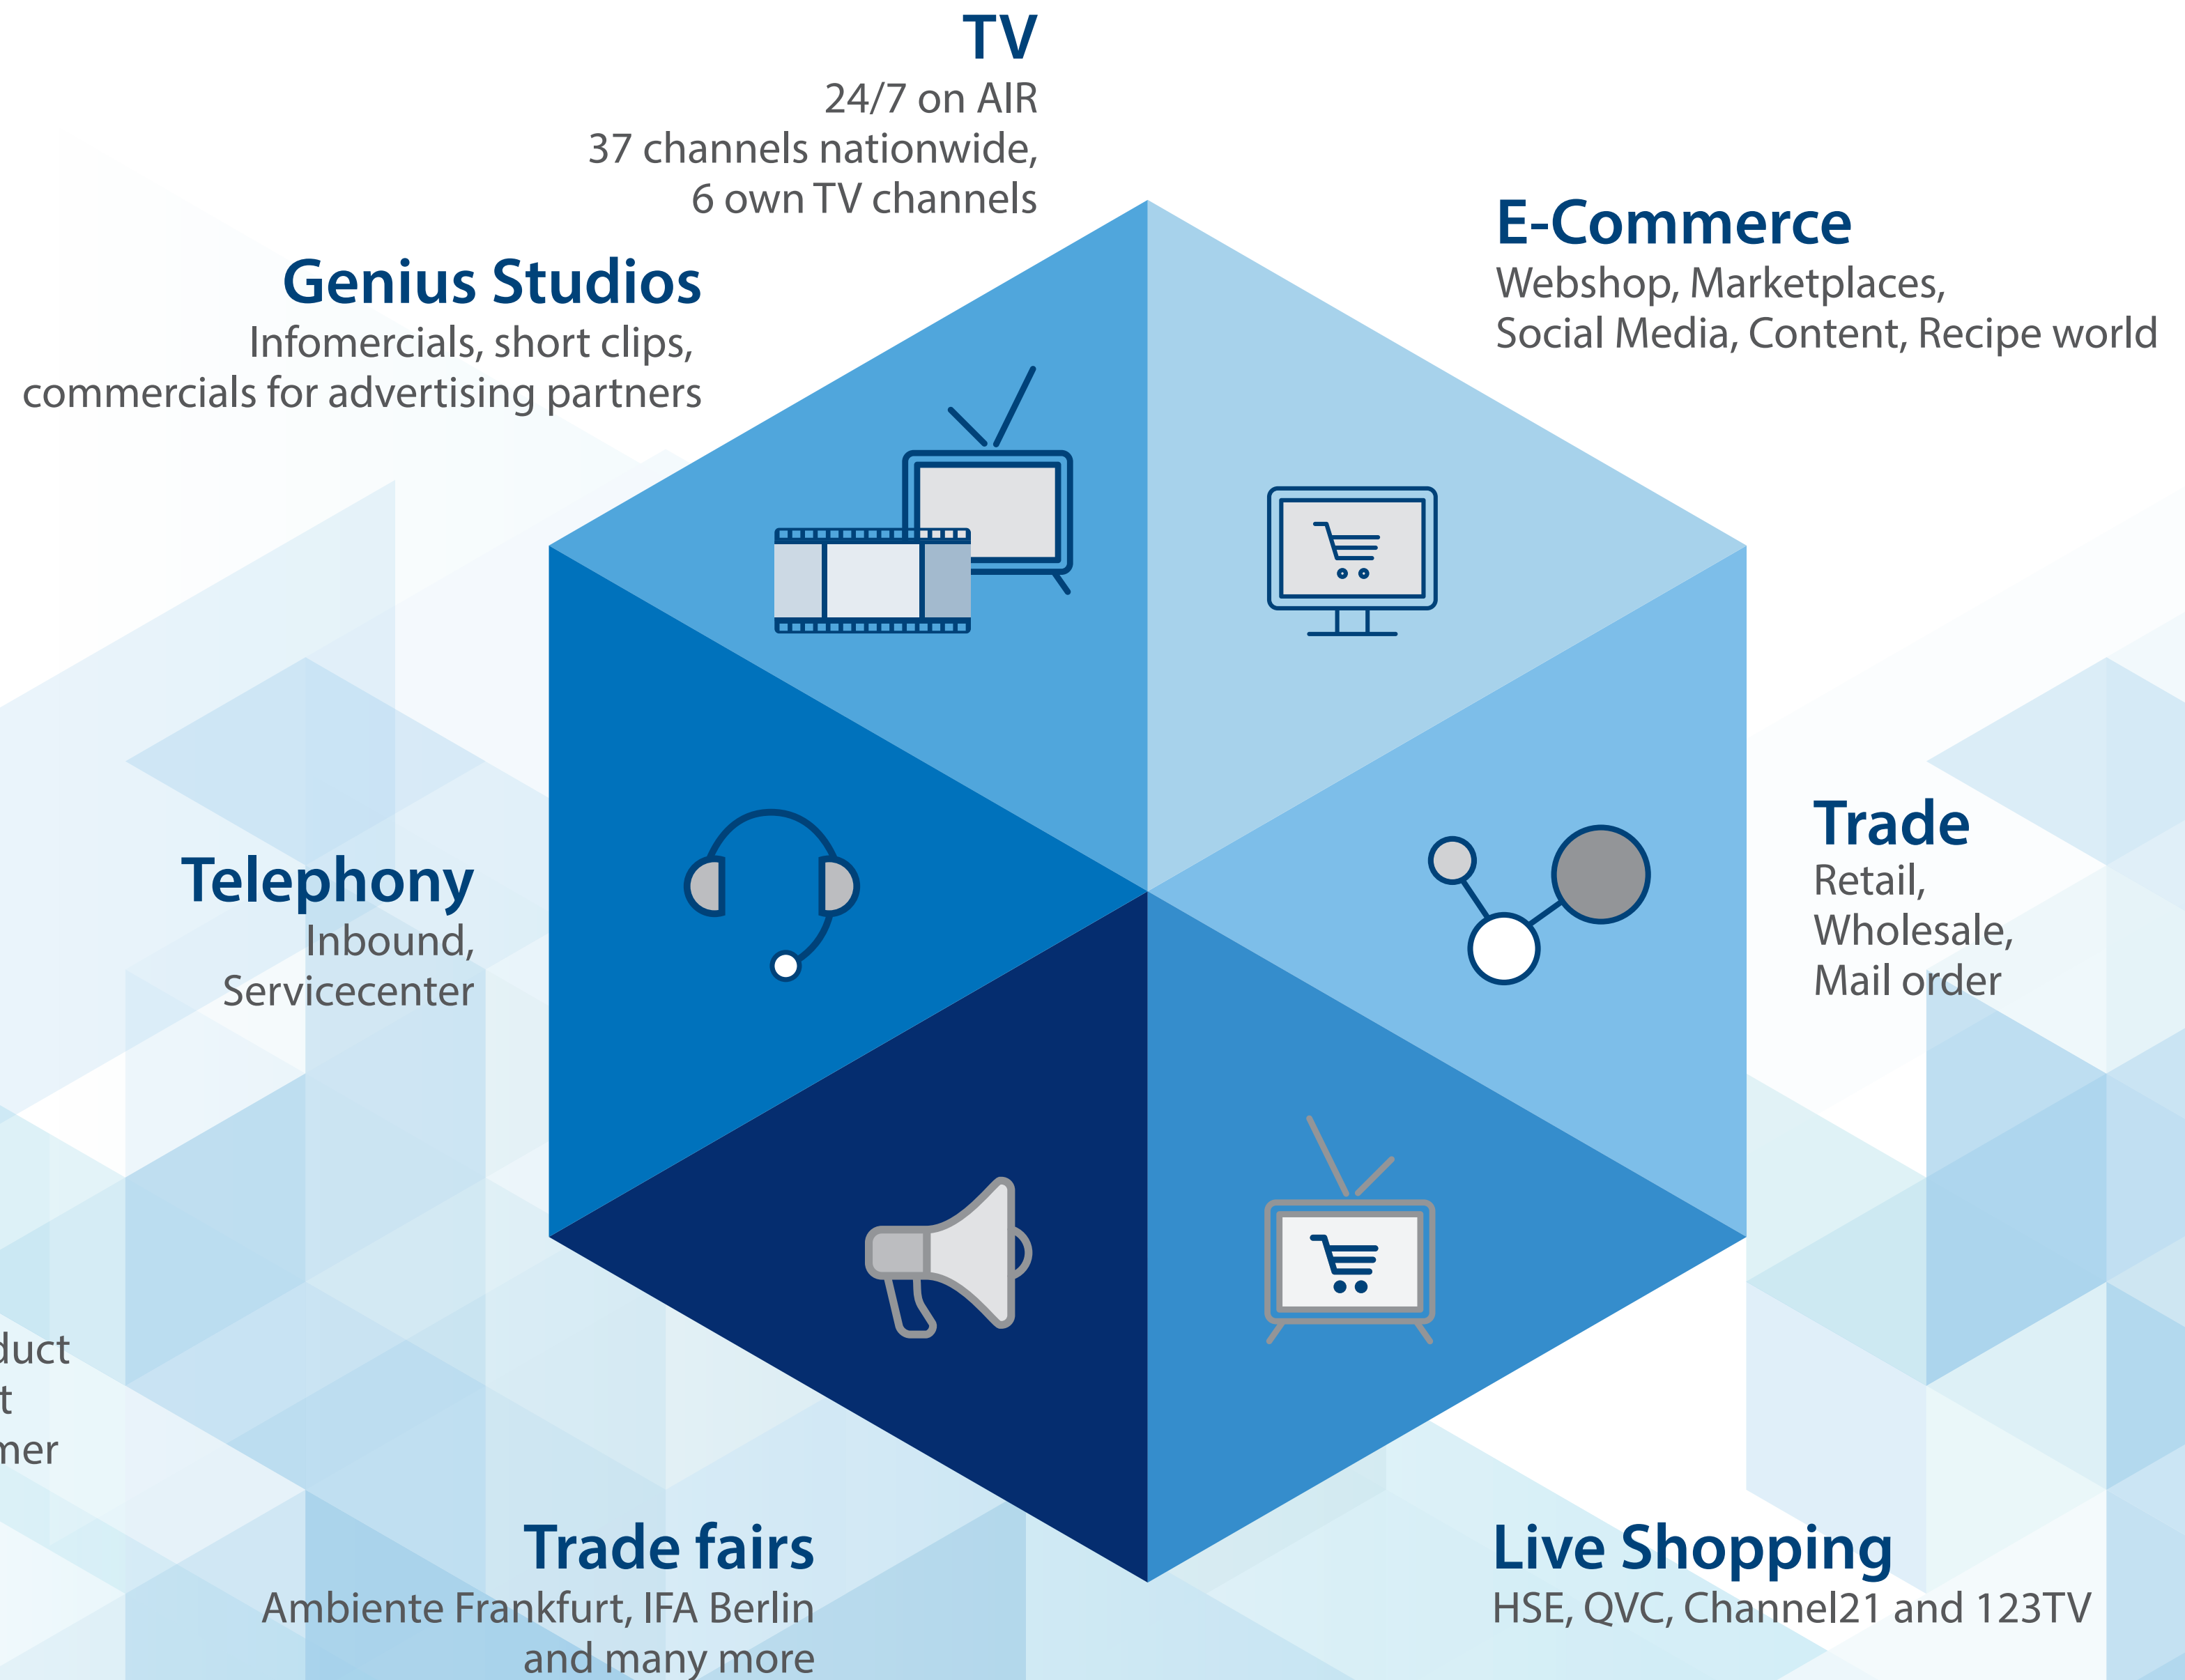 TV
24/7 on AIR
37 channels nationwide,
6 own TV channels
Genius Studios
Infomercials, short clips,
commercials for advertising partners
E-Commerce
Webshop, Marketplaces,
Social Media, Content, Recipe world
Telephony
Inbound,
Servicecenter
Trade
Retail,
Wholesale,
Mail order
Trade fairs
Ambiente Frankfurt, IFA Berlin
and many more
Live Shopping
HSE, QVC, Channel21 and 123TV